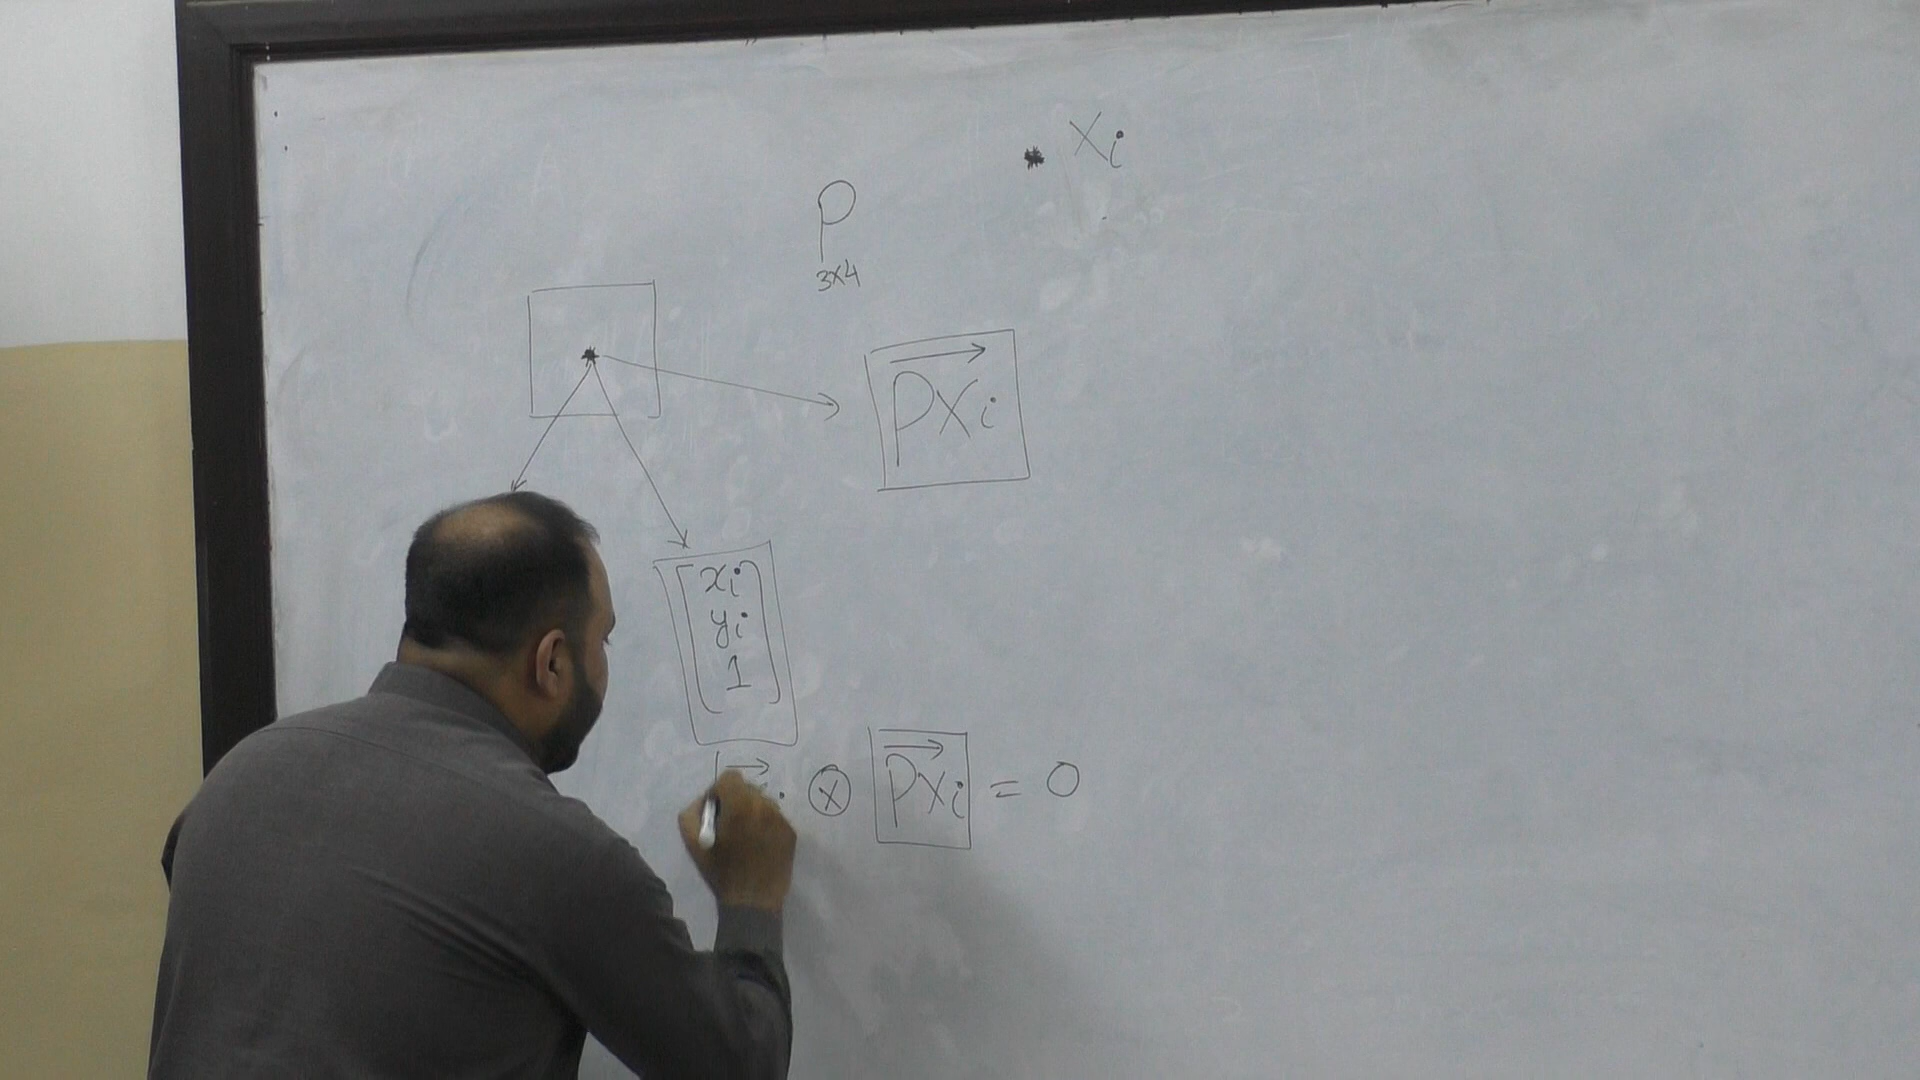 Xi
P
3x4
PXi
xi
yi
1
⊗ PXi = 0